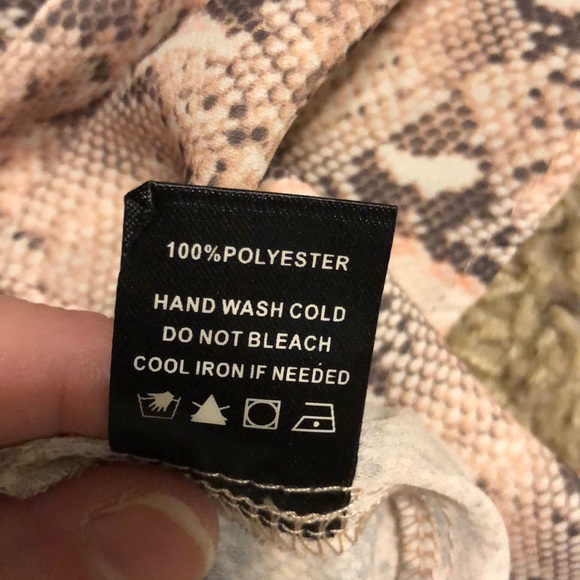 100%POLYESTER
HAND WASH COLD
DO NOT BLEACH
COOL IRON IF NEEDED